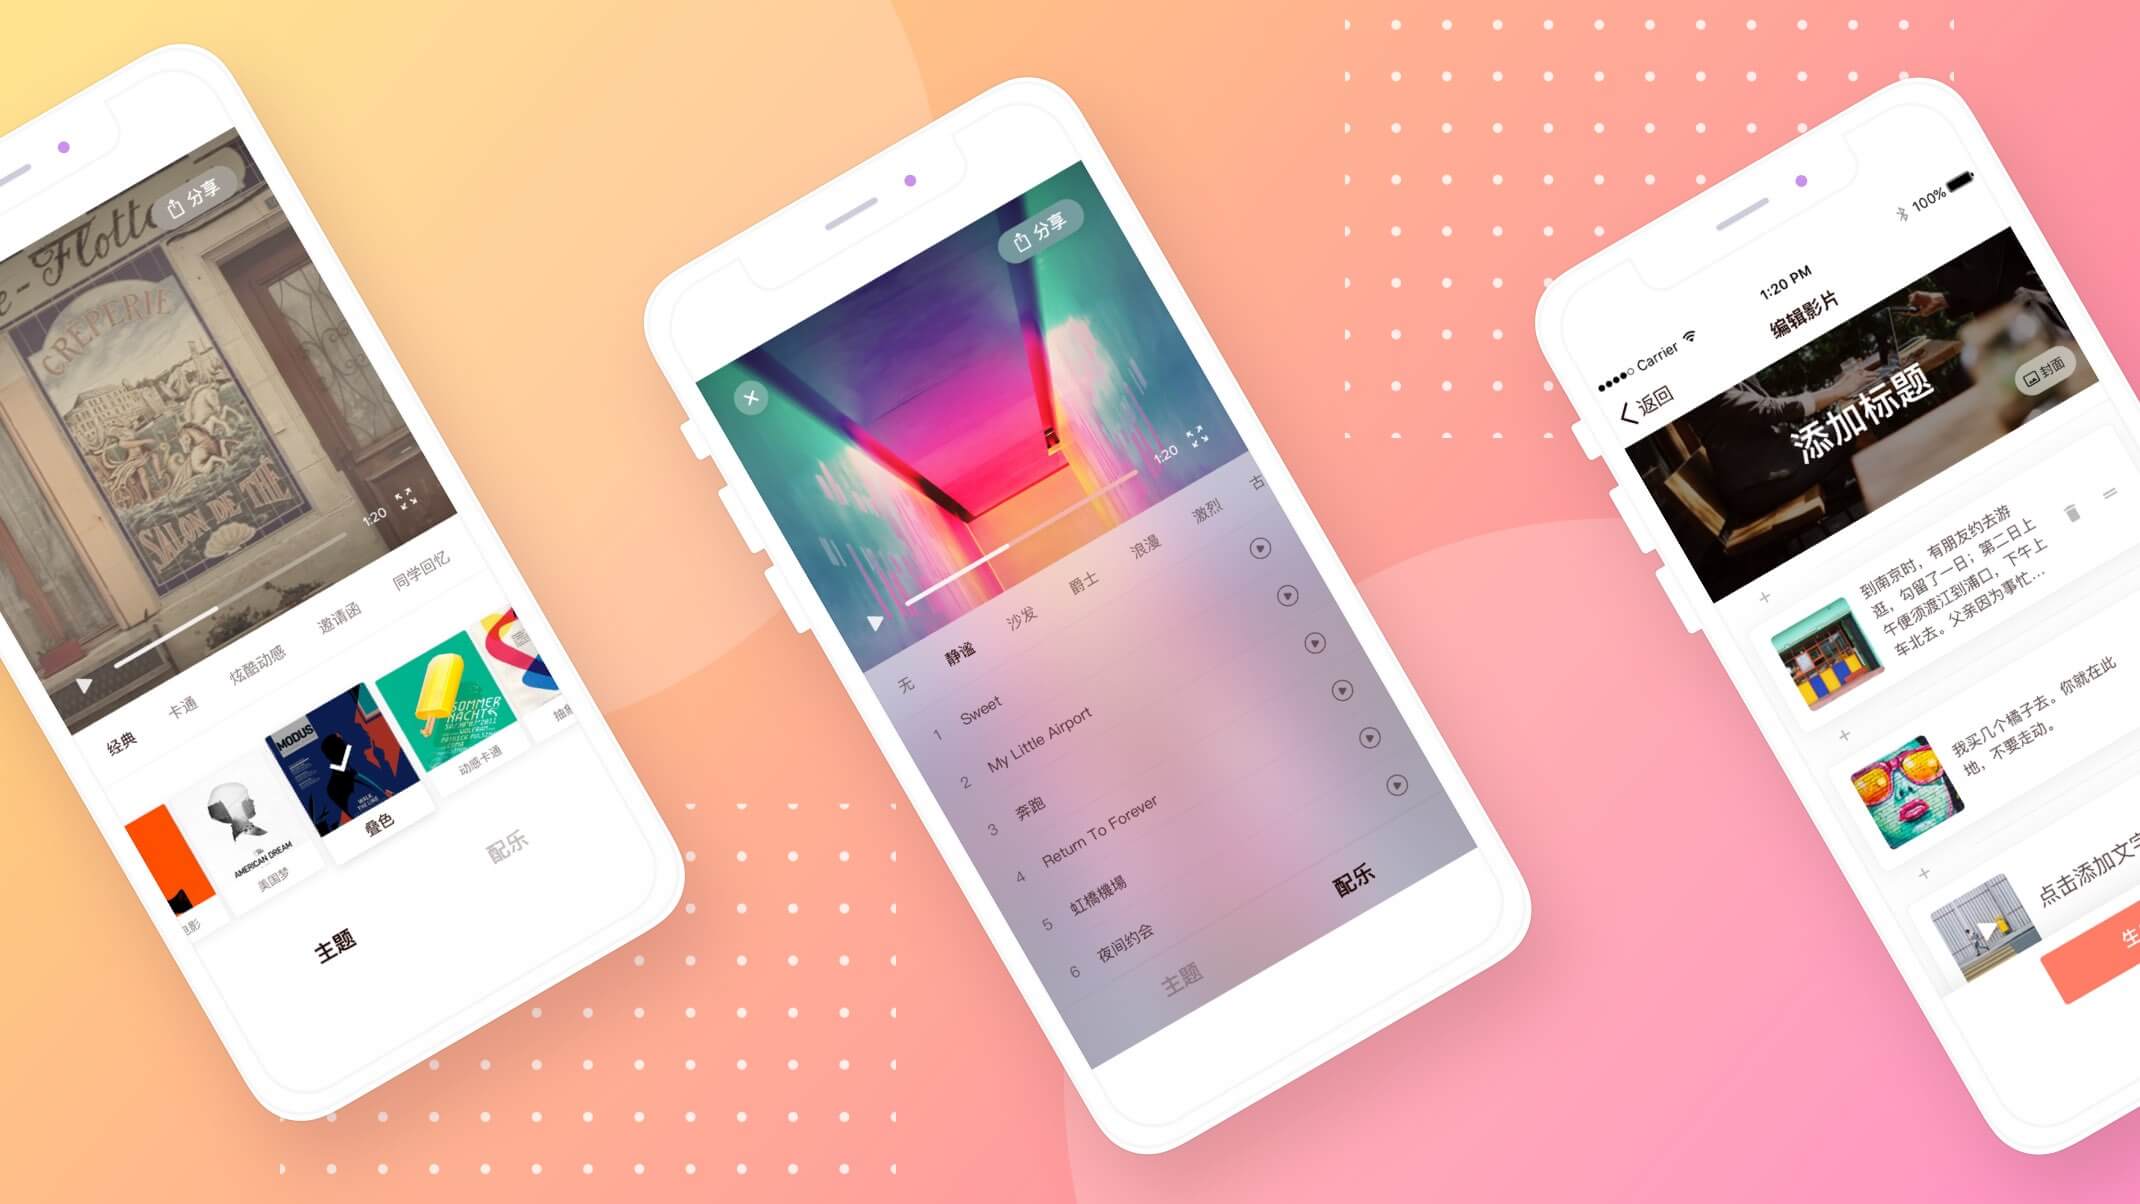 分享
e-Flotte
CRÊPERIE
SALON DE THE
1:20
经典
卡通
炫酷动感
邀请函
同学回忆
MODUS
WALK
THE LIKE
SOMMER
NACHT
AMERICAN DREAM
美国梦
叠色
动感卡通
主题
配乐
分享
1:20
无
静谧
沙发
爵士
浪漫
激烈
古
1 Sweet
2 My Little Airport
3 奔跑
4 Return To Forever
5 虹橋機場
6 夜间约会
主题
配乐
Carrier
1:20 PM
100%
返回
编辑影片
添加标题
封面
到南京时，有朋友约去游
逛，勾留了一日；第二日上
午便须渡江到浦口，下午上
车北去。父亲因为事忙...
我买几个橘子去。你就在此
地，不要走动。
点击添加文字
生